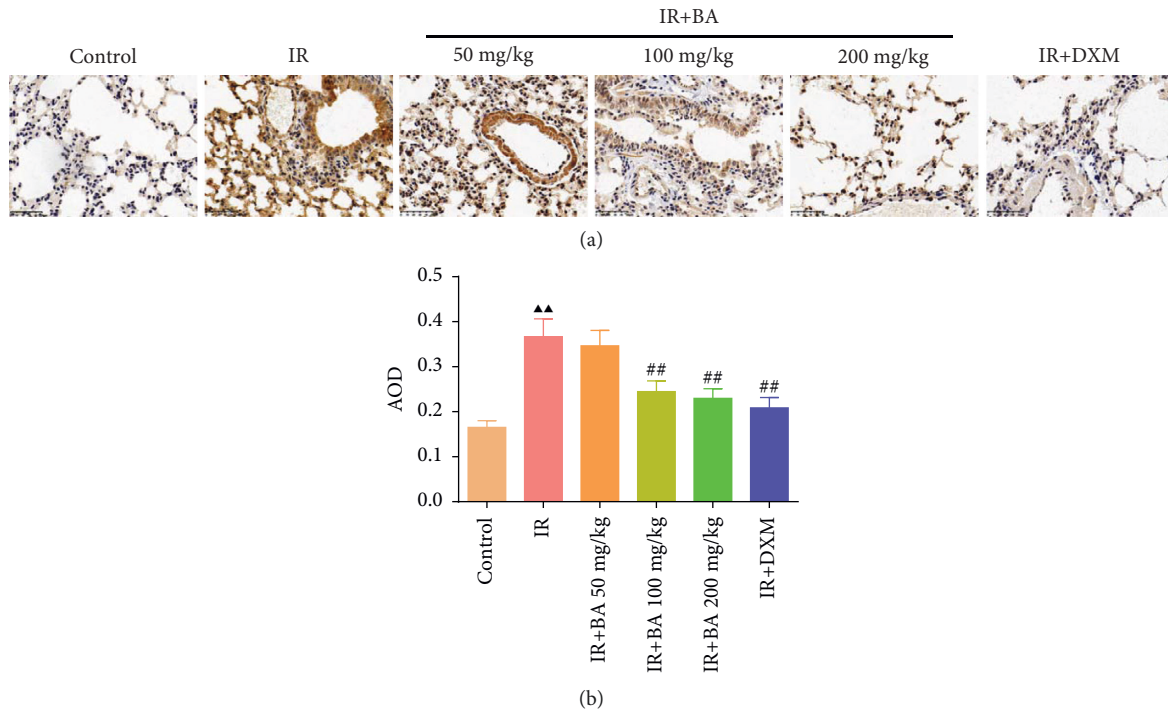 IR+BA
Control IR 50 mg/kg 100 mg/kg 200 mg/kg IR+DXM
(a)
0.5
0.4
0.3
0.2
0.1
0.0
AOD
▲▲
##
##
##
Control
IR
IR+BA 50 mg/kg
IR+BA 100 mg/kg
IR+BA 200 mg/kg
IR+DXM
(b)